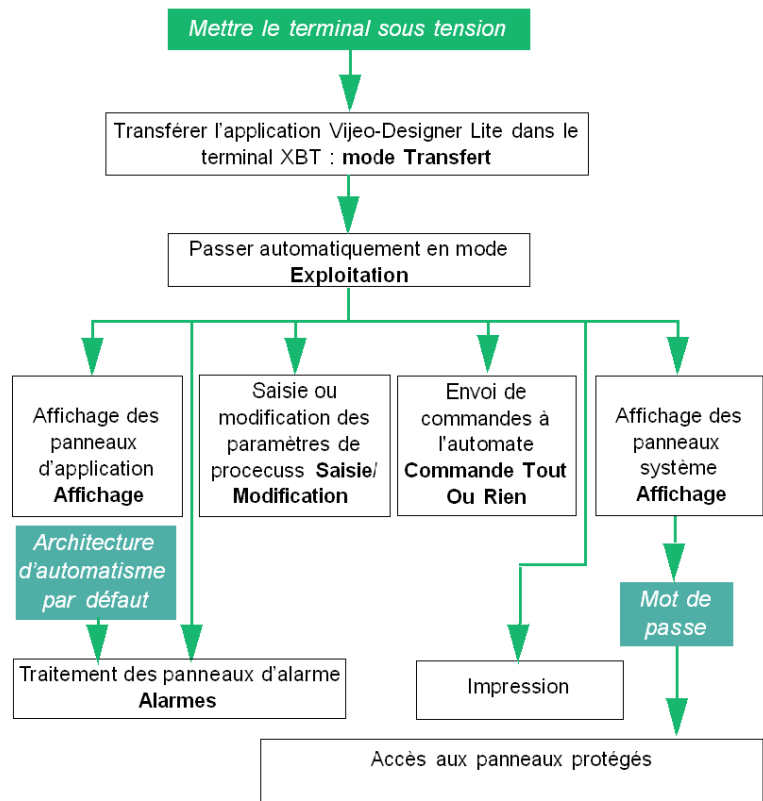 Mettre le terminal sous tension
Transférer l'application Vijeo-Designer Lite dans le
terminal XBT : mode Transfert
Passer automatiquement en mode
Exploitation
Affichage des
panneaux
d'application
Affichage
Saisie ou
modification des
paramètres de
procecuss Saisie/
Modification
Envoi de
commandes à
l'automate
Commande Tout
Ou Rien
Affichage des
panneaux
système
Affichage
Architecture
d'automatisme
par défaut
Mot de
passe
Traitement des panneaux d'alarme
Alarmes
Impression
Accès aux panneaux protégés